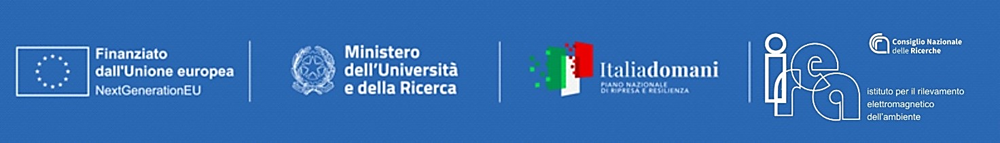 Finanziato
dall'Unione europea
NextGenerationEU
Ministero
dell'Università
e della Ricerca
Italiadomani
PIANO NAZIONALE
DI RIPRESA E RESILIENZA
irea
Consiglio Nazionale
delle Ricerche
istituto per il rilevamento
elettromagnetico
dell'ambiente